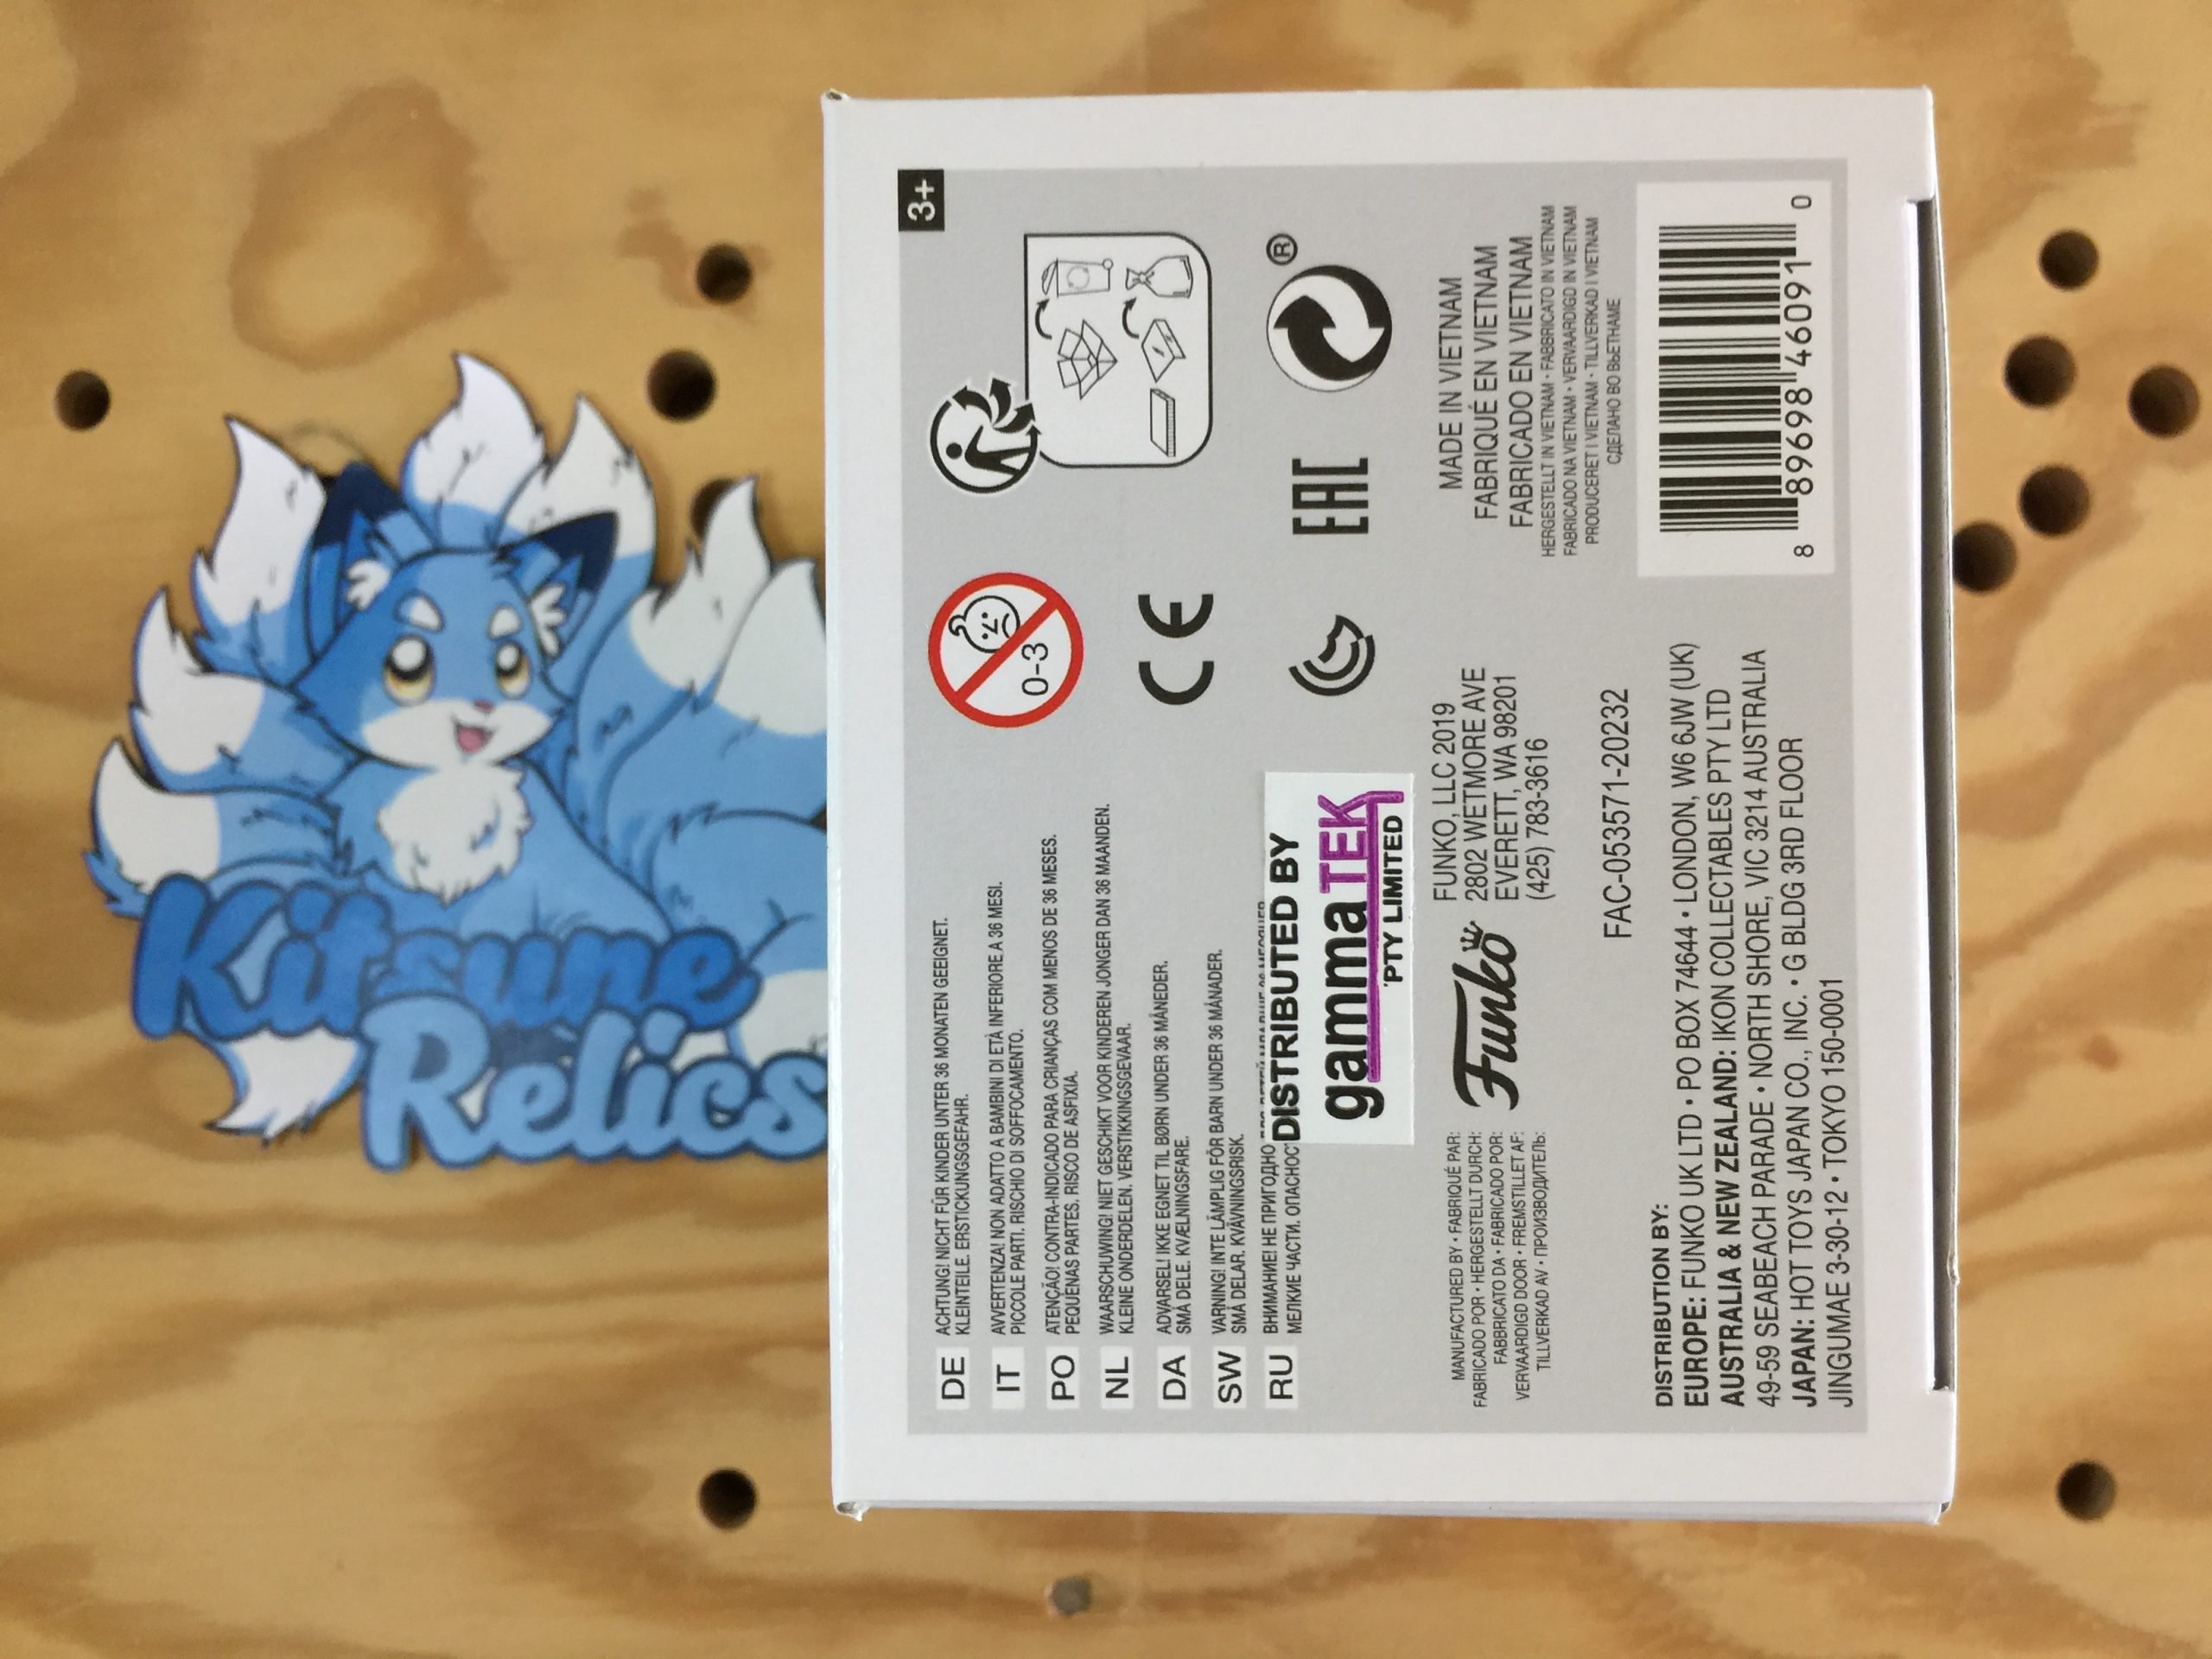 Kitsune
Relics
3+
DE
ACHTUNG! NICHT FÜR KINDER UNTER 36 MONATEN GEEIGNET.
KLEINTEILE. ERSTICKUNGSGEFAHR.
IT
AVVERTENZA! NON ADATTO A BAMBINI DI ETÀ INFERIORE A 36 MESI.
PICCOLE PARTI. RISCHIO DI SOFFOCAMENTO.
PO
ATENÇÃO! CONTRA-INDICADO PARA CRIANÇAS COM MENOS DE 36 MESES.
PEQUENAS PARTES. RISCO DE ASFIXIA.
NL
WAARSCHUWING! NIET GESCHIKT VOOR KINDEREN JONGER DAN 36 MAANDEN.
KLEINE ONDERDELEN. VERSTIKKINGSGEVAAR.
DA
ADVARSEL! IKKE EGNET TIL BØRN UNDER 36 MÅNEDER.
SMÅ DELE. KVÆLNINGSFARE.
SW
VARNING! INTE LÄMPLIG FÖR BARN UNDER 36 MÅNADER.
SMÅ DELAR. KVÄVNINGSRISK.
RU
ВНИМАНИЕ! НЕ ПРИГОДНО
МЕЛКИЕ ЧАСТИ.
0-3
CE
EAC
®
DISTRIBUTED BY
gammaTEK
PTY LIMITED
MANUFACTURED BY • FABRIQUÉ PAR:
FABRICADO POR • HERGESTELLT DURCH:
FABBRICATO DA • FABRICADO POR:
VERVAARDIGD DOOR • FREMSTILLET AF:
TILLVERKAD AV • ПРОИЗВОДИТЕЛЬ:
Funko
FUNKO, LLC 2019
2802 WETMORE AVE
EVERETT, WA 98201
(425) 783-3616
FAC-053571-20232
MADE IN VIETNAM
FABRIQUÉ EN VIETNAM
FABRICADO EN VIETNAM
HERGESTELLT IN VIETNAM • FABBRICATO IN VIETNAM
FABRICADO NA VIETNAM • VERVAARDIGD IN VIETNAM
PRODUCERET I VIETNAM • TILLVERKAD I VIETNAM
СДЕЛАНО ВО ВЬЕТНАМЕ
DISTRIBUTION BY:
EUROPE: FUNKO UK LTD • PO BOX 74644 • LONDON, W6 6JW (UK)
AUSTRALIA & NEW ZEALAND: IKON COLLECTABLES PTY LTD
49-59 SEABEACH PARADE • NORTH SHORE, VIC 3214 AUSTRALIA
JAPAN: HOT TOYS JAPAN CO., INC. • G BLDG 3RD FLOOR
JINGUMAE 3-30-12 • TOKYO 150-0001
8 89698 46091 0